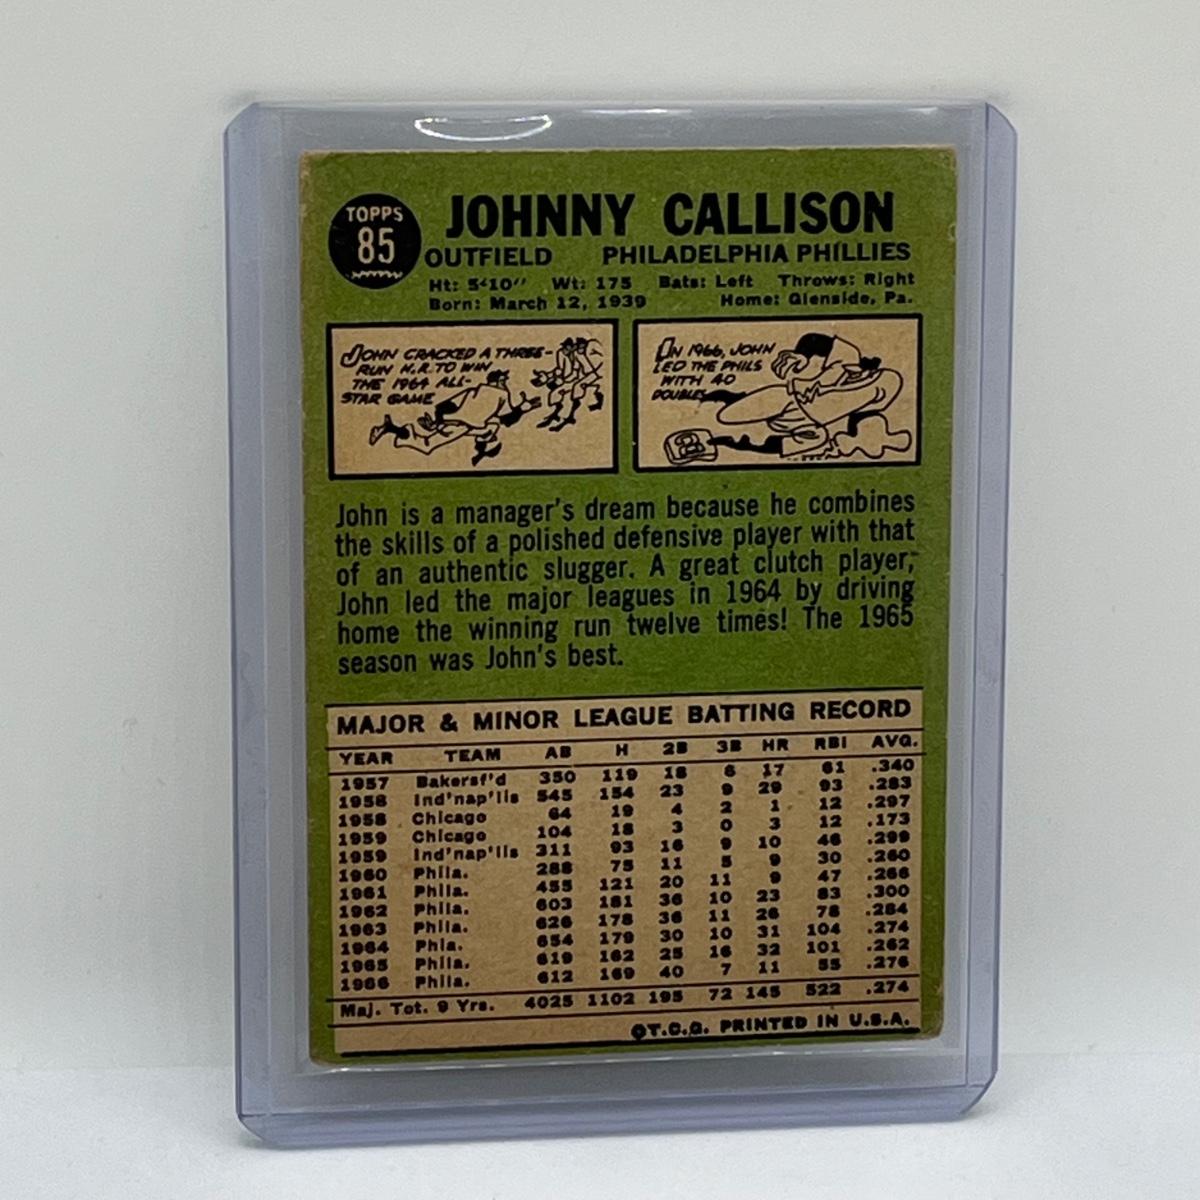 TOPPS
85
JOHNNY CALLISON
OUTFIELD PHILADELPHIA PHILLIES
Ht: 5'10" Wt: 175 Bats: Left Throws: Right
Born: March 12, 1939 Home: Glenside, Pa.
JOHN CRACKED A THREE-
RUN H.R. TO WIN
THE 1964 ALL-
STAR GAME
IN 1966, JOHN
LED THE PHILS
WITH 40
DOUBLES
John is a manager's dream because he combines
the skills of a polished defensive player with that
of an authentic slugger. A great clutch player,
John led the major leagues in 1964 by driving
home the winning run twelve times! The 1965
season was John's best.
MAJOR & MINOR LEAGUE BATTING RECORD
YEAR TEAM AB H 2B 3B HR RBI AVG.
1957 Bakersf'd 350 119 18 6 17 61 .340
1958 Ind'nap'lis 545 154 23 9 29 93 .283
1958 Chicago 64 19 4 2 1 12 .297
1959 Chicago 104 18 3 0 3 12 .173
1959 Ind'nap'lis 311 93 16 9 10 46 .299
1960 Phila. 288 75 11 5 9 30 .260
1961 Phila. 455 121 20 11 9 47 .266
1962 Phila. 603 181 36 10 23 83 .300
1963 Phila. 626 178 36 11 26 78 .284
1964 Phla. 654 179 30 10 31 104 .274
1965 Phila. 619 162 25 16 32 101 .262
1966 Phila. 612 169 40 7 11 55 .276
Maj. Tot. 9 Yrs. 4025 1102 195 72 145 522 .274
©T.C.G. PRINTED IN U.S.A.
2